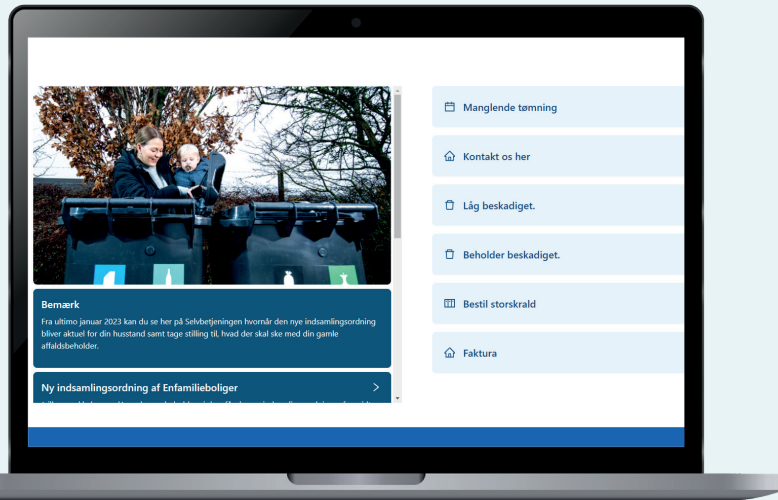 Bemærk
Fra ultimo januar 2023 kan du se her på Selvbetjeningen hvornår den nye indsamlingsordning
bliver aktuel for din husstand samt tage stilling til, hvad der skal ske med din gamle
affaldsbeholder.
Ny indsamlingsordning af Enfamilieboliger
Manglende tømning
Kontakt os her
Låg beskadiget.
Beholder beskadiget.
Bestil storskrald
Faktura